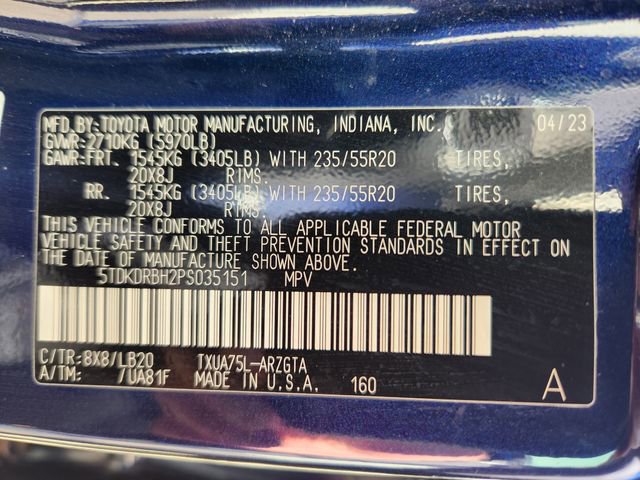 MFD.BY:TOYOTA MOTOR MANUFACTURING, INDIANA, INC. 04/23
GVWR:2710KG (5970LB)
GAWR:FRT. 1545KG (3405LB) WITH 235/55R20 TIRES,
20X8J RIMS.
RR. 1545KG (3405LB) WITH 235/55R20 TIRES,
20X8J RIMS.
THIS VEHICLE CONFORMS TO ALL APPLICABLE FEDERAL MOTOR
VEHICLE SAFETY AND THEFT PREVENTION STANDARDS IN EFFECT ON
THE DATE OF MANUFACTURE SHOWN ABOVE.
5TDKDRBH2PS035151 MPV
C/TR:8X8/LB20 TXUA75L-ARZGTA
A/TM: /UA81F MADE IN U.S.A. 160 A